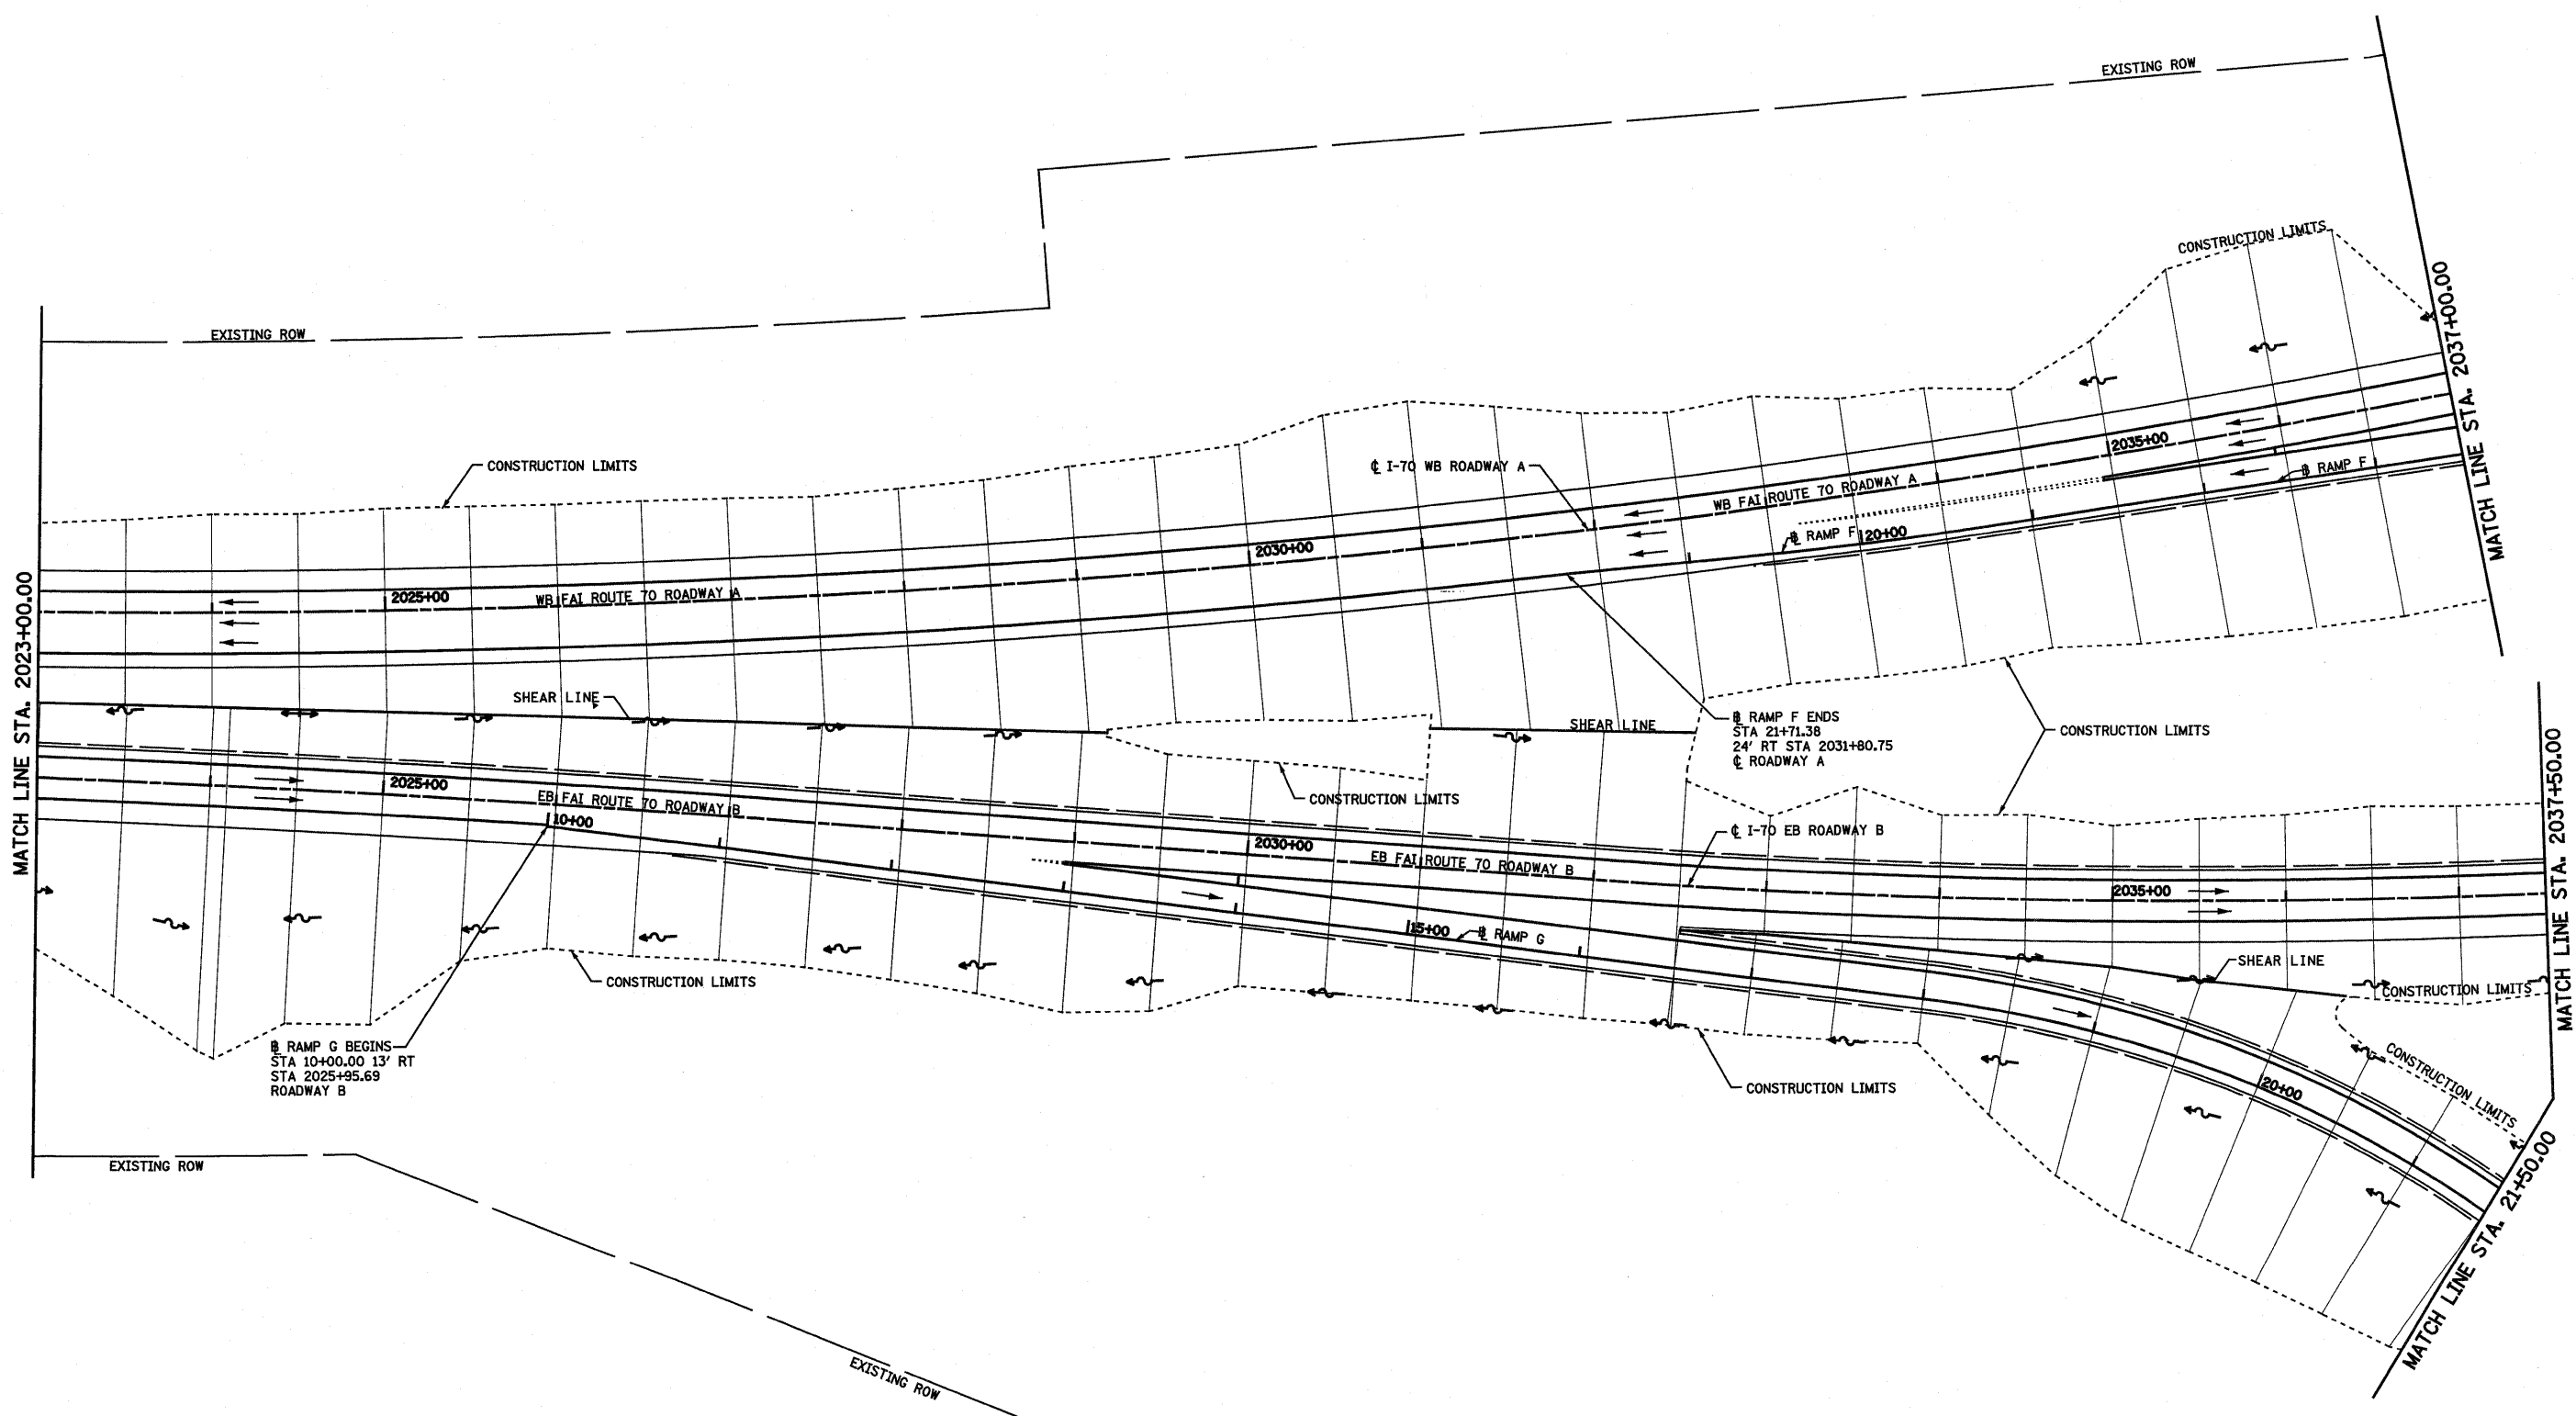 EXISTING ROW
CONSTRUCTION LIMITS
MATCH LINE STA. 2037+00.00
EXISTING ROW
CONSTRUCTION LIMITS
℄ I-70 WB ROADWAY A
2035+00
WB FAI ROUTE 70 ROADWAY A
℄ RAMP F
℄ RAMP F
20+00
2030+00
2025+00
WB FAI ROUTE 70 ROADWAY A
MATCH LINE STA. 2023+00.00
SHEAR LINE
SHEAR LINE
℄ RAMP F ENDS
STA 21+71.38
24' RT STA 2031+80.75
℄ ROADWAY A
CONSTRUCTION LIMITS
MATCH LINE STA. 2037+50.00
2025+00
EB FAI ROUTE 70 ROADWAY B
10+00
CONSTRUCTION LIMITS
2030+00
℄ I-70 EB ROADWAY B
EB FAI ROUTE 70 ROADWAY B
2035+00
15+00
℄ RAMP G
SHEAR LINE
CONSTRUCTION LIMITS
CONSTRUCTION LIMITS
℄ RAMP G BEGINS
STA 10+00.00 13' RT
STA 2025+95.69
ROADWAY B
CONSTRUCTION LIMITS
CONSTRUCTION LIMITS
20+00
MATCH LINE STA. 21+50.00
EXISTING ROW
EXISTING ROW